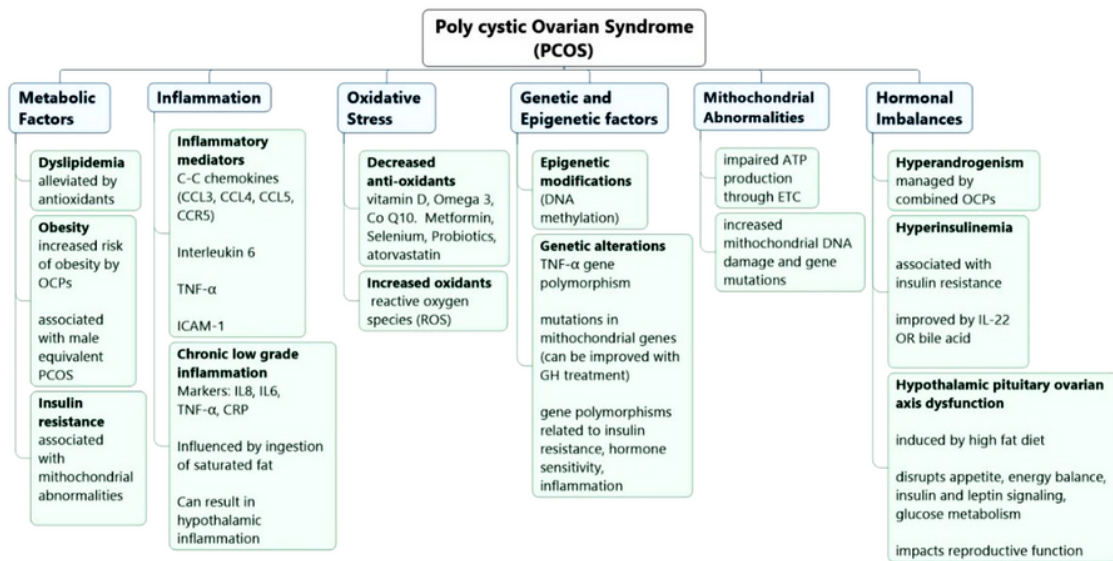 Poly cystic Ovarian Syndrome
(PCOS)
Metabolic
Factors
Dyslipidemia
alleviated by
antioxidants
Obesity
increased risk
of obesity by
OCPs
associated
with male
equivalent
PCOS
Insulin
resistance
associated
with
mithochondrial
abnormalities
Inflammation
Inflammatory
mediators
C-C chemokines
(CCL3, CCL4, CCL5,
CCR5)
Interleukin 6
TNF-α
ICAM-1
Chronic low grade
inflammation
Markers: IL8, IL6,
TNF-α, CRP
Influenced by ingestion
of saturated fat
Can result in
hypothalamic
inflammation
Oxidative
Stress
Decreased
anti-oxidants
vitamin D, Omega 3,
Co Q10. Metformin,
Selenium, Probiotics,
atorvastatin
Increased oxidants
reactive oxygen
species (ROS)
Genetic and
Epigenetic factors
Epigenetic
modifications
(DNA
methylation)
Genetic alterations
TNF-α gene
polymorphism
mutations in
mithochondrial genes
(can be improved with
GH treatment)
gene polymorphisms
related to insulin
resistance, hormone
sensitivity,
inflammation
Mithochondrial
Abnormalities
impaired ATP
production
through ETC
increased
mithochondrial DNA
damage and gene
mutations
Hormonal
Imbalances
Hyperandrogenism
managed by
combined OCPs
Hyperinsulinemia
associated with
insulin resistance
improved by IL-22
OR bile acid
Hypothalamic pituitary ovarian
axis dysfunction
induced by high fat diet
disrupts appetite, energy balance,
insulin and leptin signaling,
glucose metabolism
impacts reproductive function